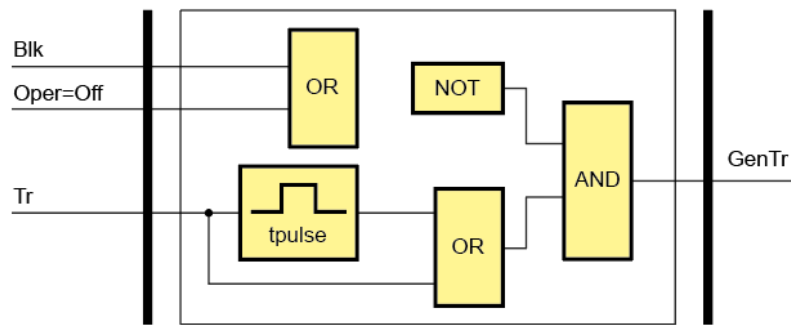 Blk
OR
NOT
Oper=Off
GenTr
AND
Tr
tpulse
OR